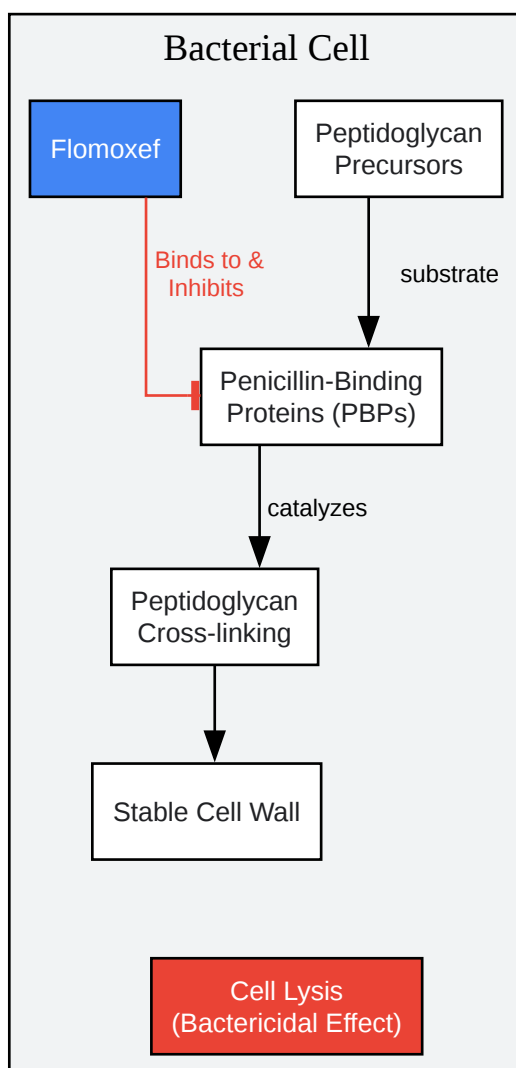 Bacterial Cell
Flomoxef
Peptidoglycan
Precursors
Binds to &
Inhibits
substrate
Penicillin-Binding
Proteins (PBPs)
catalyzes
Peptidoglycan
Cross-linking
Stable Cell Wall
Cell Lysis
(Bactericidal Effect)